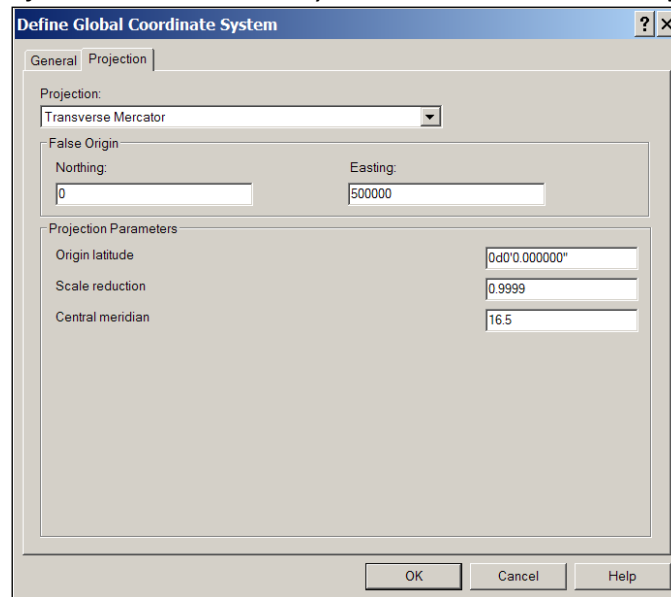 Define Global Coordinate System
General Projection
Projection:
Transverse Mercator
False Origin
Northing: Easting:
0 500000
Projection Parameters
Origin latitude 0d0'0.000000"
Scale reduction 0.9999
Central meridian 16.5
OK Cancel Help